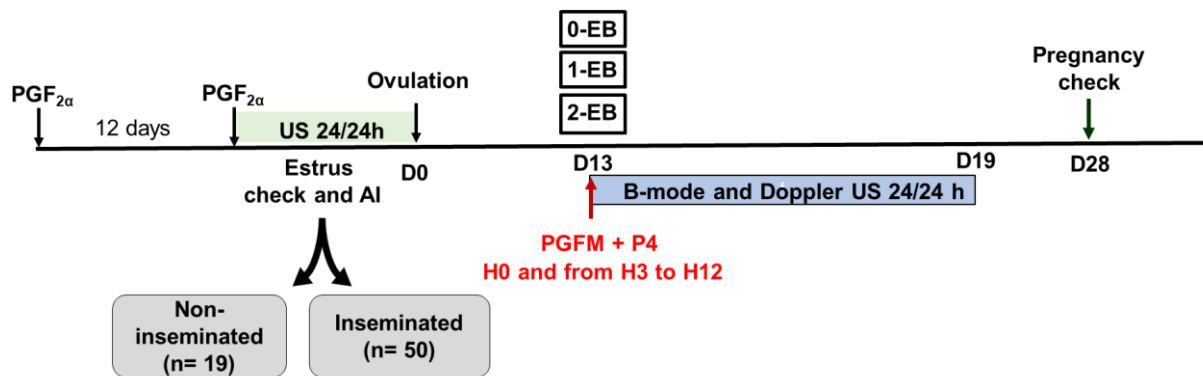 0-EB
1-EB
2-EB
PGF2α
12 days
PGF2α
US 24/24h
Ovulation
Pregnancy
check
Estrus
check and AI
D0
D13
D19
D28
B-mode and Doppler US 24/24 h
PGFM + P4
H0 and from H3 to H12
Non-
inseminated
(n= 19)
Inseminated
(n= 50)